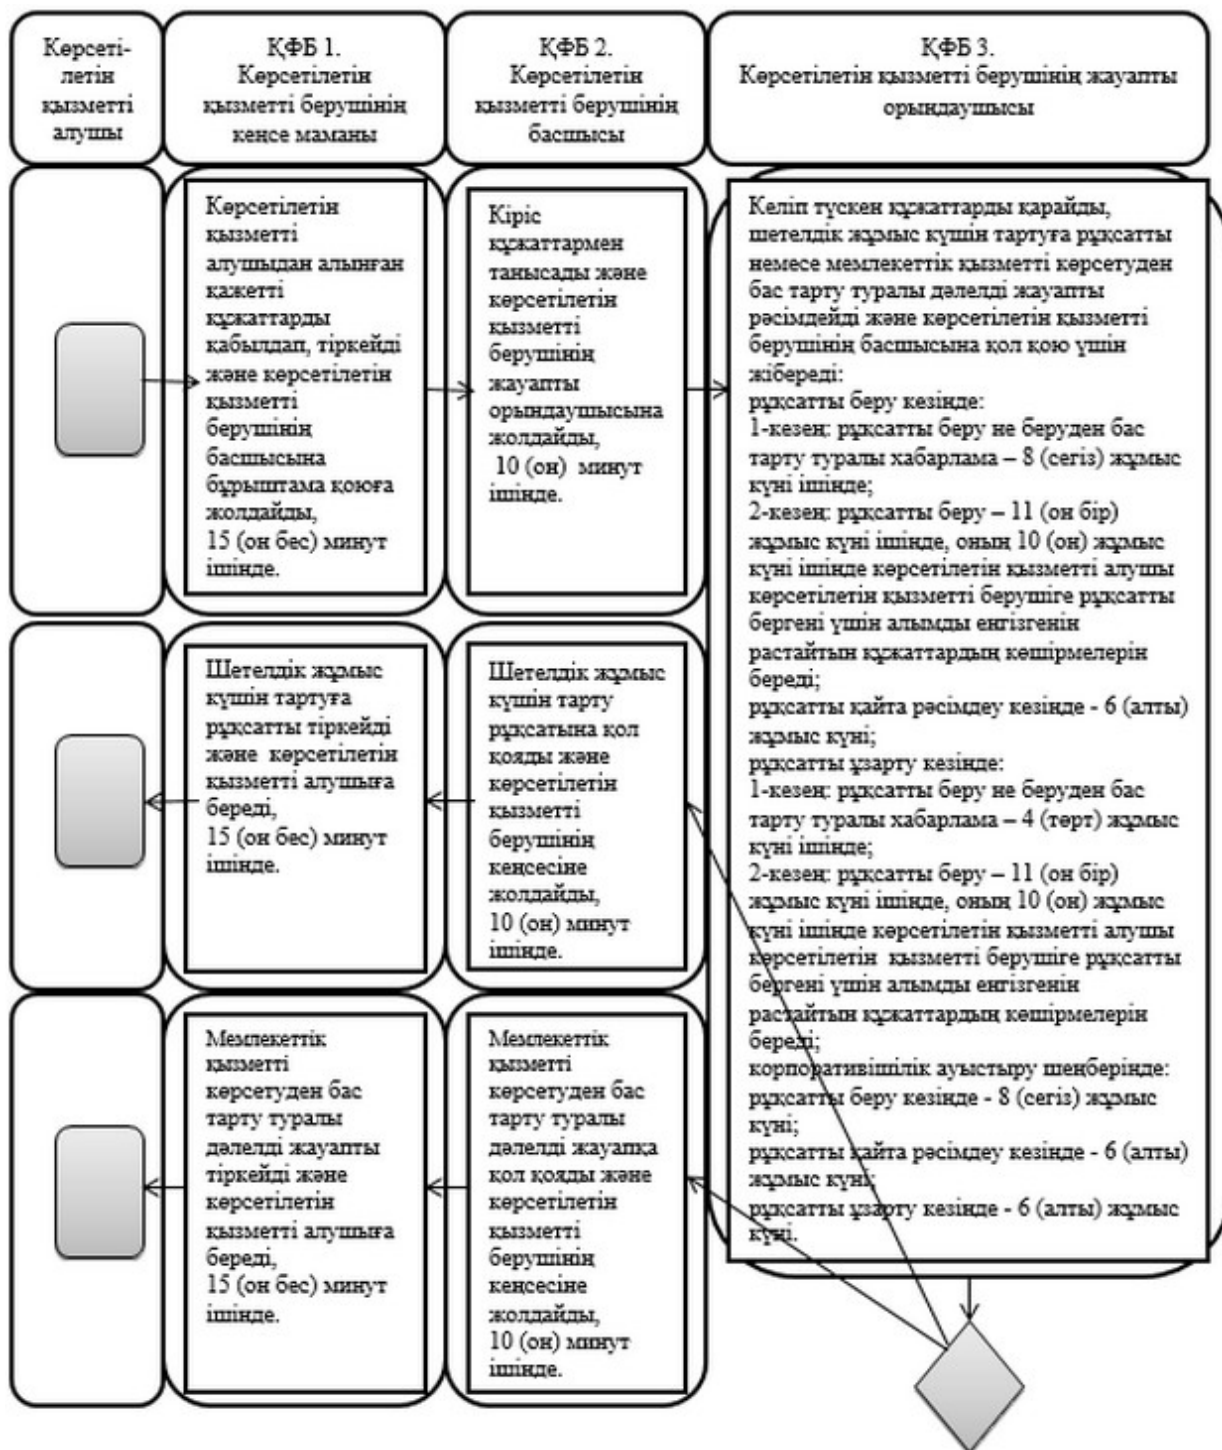 Көрсеті-
летін
қызметті
алушы
ҚФБ 1.
Көрсетілетін
қызметті берушінің
кеңсе маманы
ҚФБ 2.
Көрсетілетін
қызметті берушінің
басшысы
ҚФБ 3.
Көрсетілетін қызметті берушінің жауапты
орындаушысы
Көрсетілетін
қызметті
алушыдан алынған
қажетті
құжаттарды
қабылдап, тіркейді
және көрсетілетін
қызметті
берушінің
басшысына
бұрыштама қоюға
жолдайды,
15 (он бес) минут
ішінде.
Кіріс
құжаттармен
танысады және
көрсетілетін
қызметті
берушінің
жауапты
орындаушысына
жолдайды,
10 (он) минут
ішінде.
Келіп түскен құжаттарды қарайды,
шетелдік жұмыс күшін тартуға рұқсатты
немесе мемлекеттік қызметті көрсетуден
бас тарту туралы дәлелді жауапты
рәсімдейді және көрсетілетін қызметті
берушінің басшысына қол қою үшін
жібереді:
рұқсатты беру кезінде:
1-кезең: рұқсатты беру не беруден бас
тарту туралы хабарлама – 8 (сегіз) жұмыс
күні ішінде;
2-кезең: рұқсатты беру – 11 (он бір)
жұмыс күні ішінде, оның 10 (он) жұмыс
күні ішінде көрсетілетін қызметті алушы
көрсетілетін қызметті берушіге рұқсатты
бергені үшін алымды енгізгенін
растайтын құжаттардың көшірмелерін
береді;
рұқсатты қайта рәсімдеу кезінде - 6 (алты)
жұмыс күні;
рұқсатты ұзарту кезінде:
1-кезең: рұқсатты беру не беруден бас
тарту туралы хабарлама – 4 (төрт) жұмыс
күні ішінде;
2-кезең: рұқсатты беру – 11 (он бір)
жұмыс күні ішінде, оның 10 (он) жұмыс
күні ішінде көрсетілетін қызметті алушы
көрсетілетін қызметті берушіге рұқсатты
бергені үшін алымды енгізгенін
растайтын құжаттардың көшірмелерін
береді;
корпоративішілік ауыстыру шеңберінде:
рұқсатты беру кезінде - 8 (сегіз) жұмыс
күні;
рұқсатты қайта рәсімдеу кезінде - 6 (алты)
жұмыс күні;
рұқсатты ұзарту кезінде - 6 (алты) жұмыс
күні.
Шетелдік жұмыс
күшін тартуға
рұқсатты тіркейді
және көрсетілетін
қызметті алушыға
береді,
15 (он бес) минут
ішінде.
Шетелдік жұмыс
күшін тарту
рұқсатына қол
қояды және
көрсетілетін
қызметті
берушінің
кеңсесіне
жолдайды,
10 (он) минут
ішінде.
Мемлекеттік
қызметті
көрсетуден бас
тарту туралы
дәлелді жауапты
тіркейді және
көрсетілетін
қызметті алушыға
береді,
15 (он бес) минут
ішінде.
Мемлекеттік
қызметті
көрсетуден бас
тарту туралы
дәлелді жауапқа
қол қояды және
көрсетілетін
қызметті
берушінің
кеңсесіне
жолдайды,
10 (он) минут
ішінде.